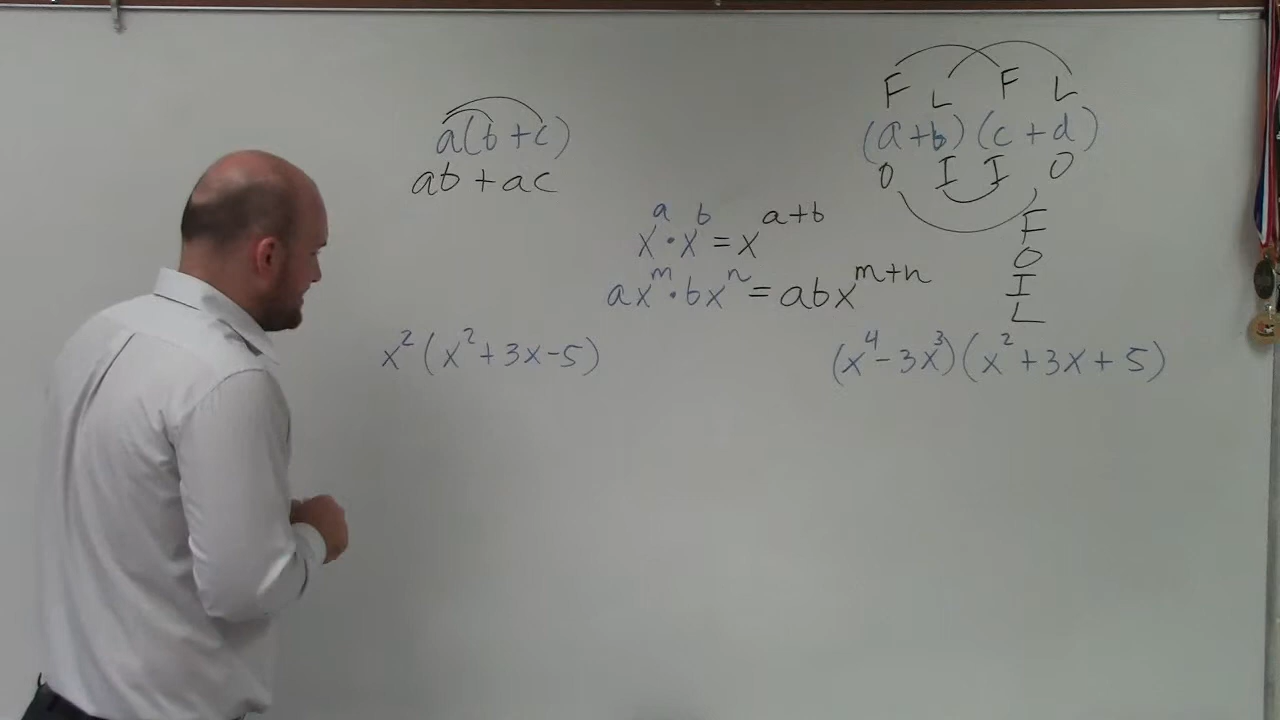 a(b+c)
ab+ac
F L F L
(a+b)(c+d)
O I I O
F
O
I
L
x^a·x^b=x^{a+b}
ax^m·bx^n=abx^{m+n}
x²(x²+3x-5)
(x⁴-3x³)(x²+3x+5)